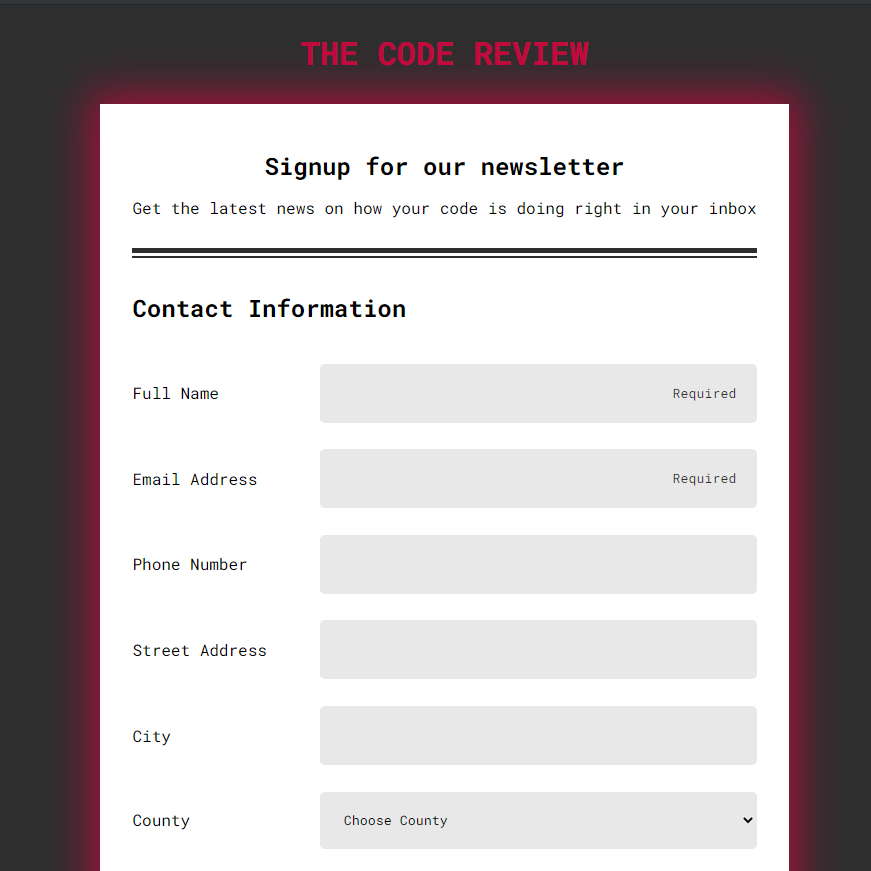 THE CODE REVIEW
Signup for our newsletter
Get the latest news on how your code is doing right in your inbox
Contact Information
Full Name
Required
Email Address
Required
Phone Number
Street Address
City
County
Choose County